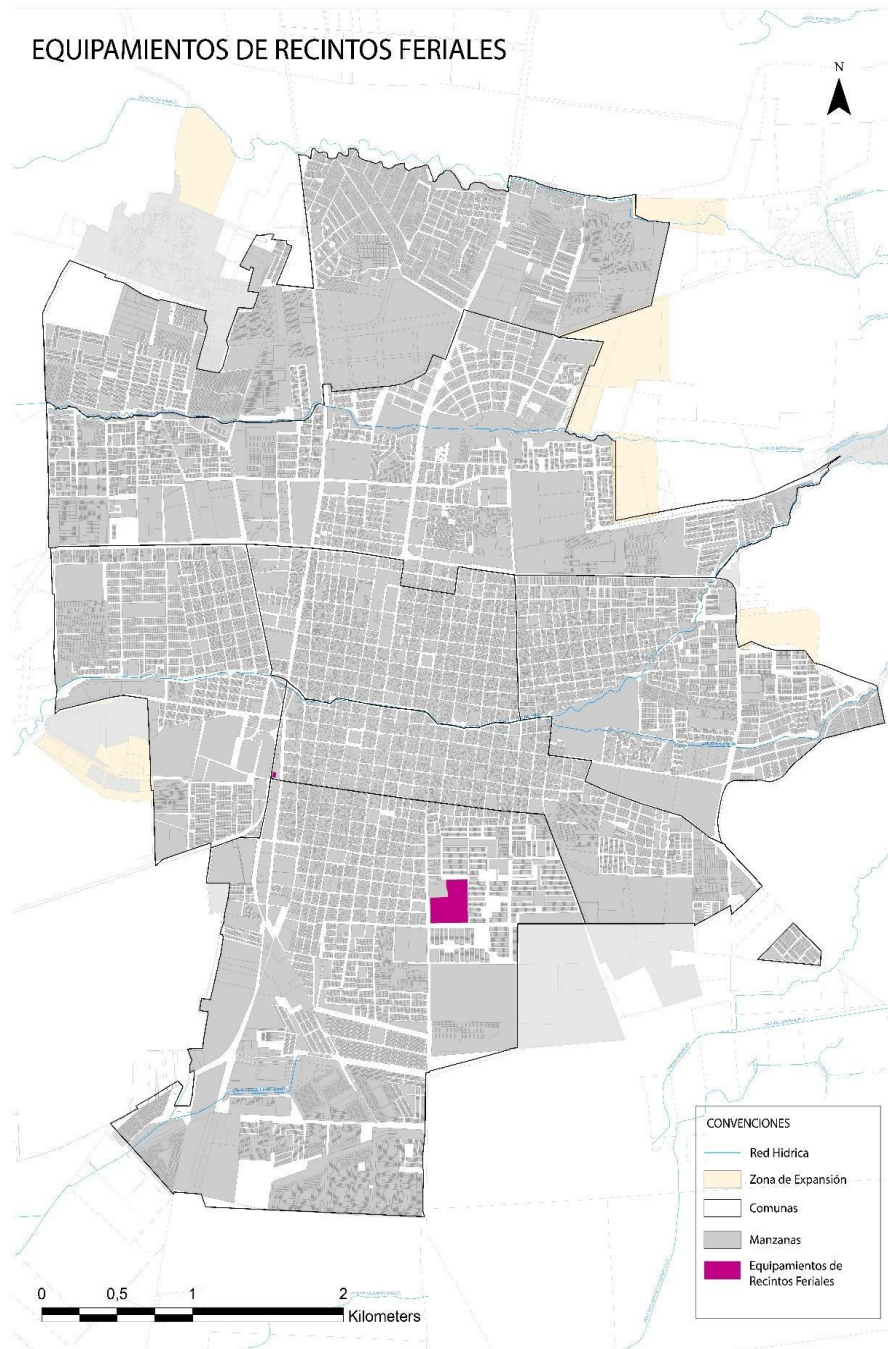 EQUIPAMIENTOS DE RECINTOS FERIALES
N
CONVENCIONES
Red Hidrica
Zona de Expansión
Comunas
Manzanas
Equipamientos de
Recintos Feriales
0 0,5 1 2
Kilometers